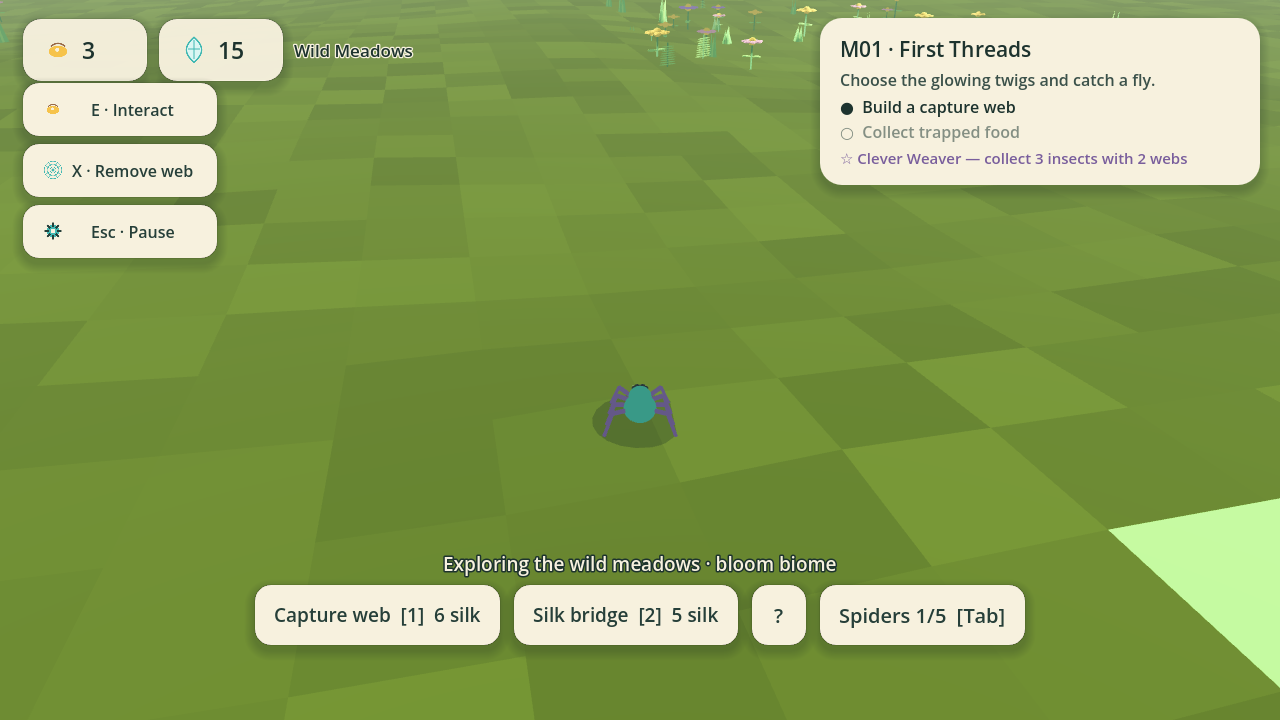 3
15
Wild Meadows
E · Interact
X · Remove web
Esc · Pause
M01 · First Threads
Choose the glowing twigs and catch a fly.
● Build a capture web
○ Collect trapped food
☆ Clever Weaver — collect 3 insects with 2 webs
Exploring the wild meadows · bloom biome
Capture web [1] 6 silk
Silk bridge [2] 5 silk
?
Spiders 1/5 [Tab]